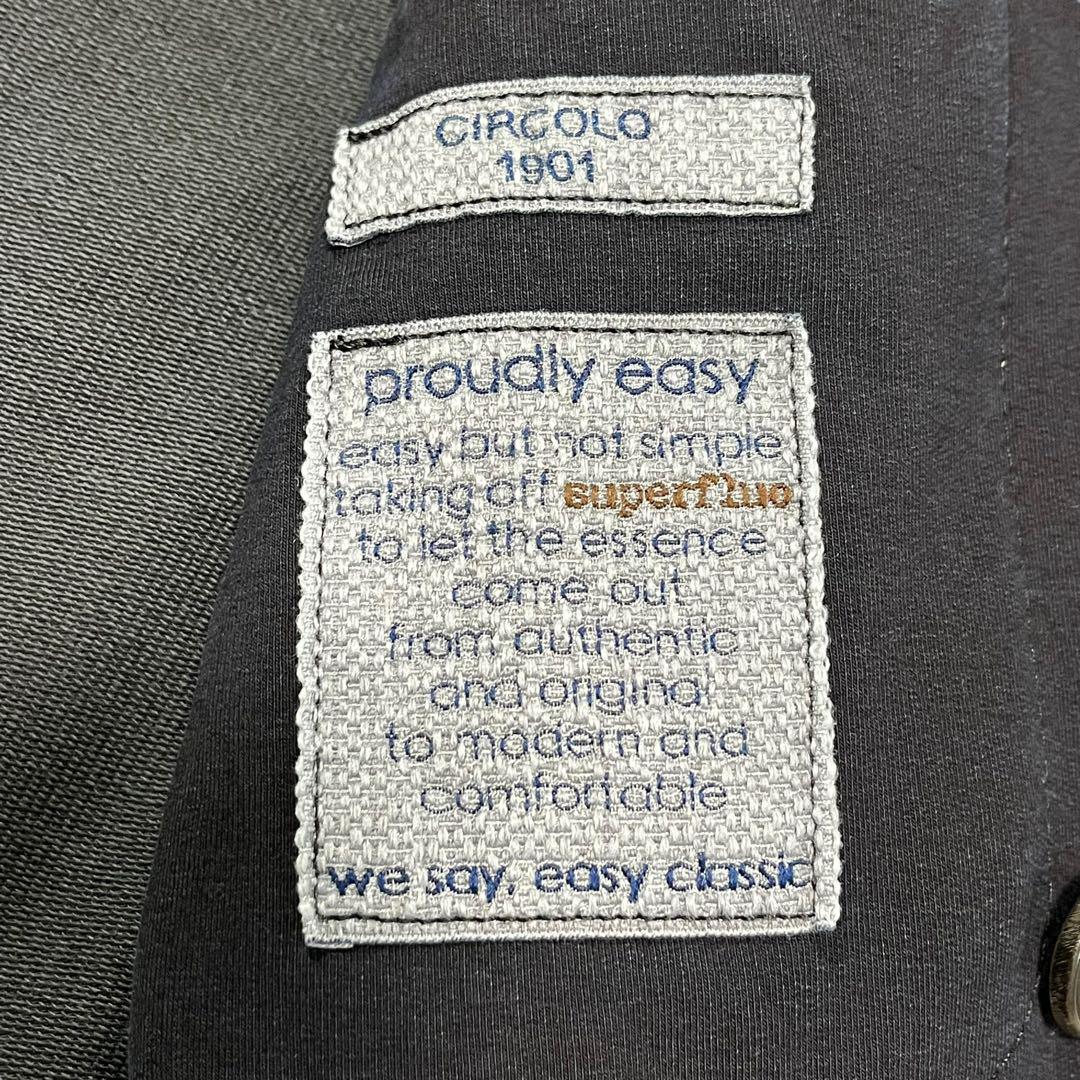 CIRCOLO
1901
proudly easy
easy but not simple
taking off superfluo
to let the essence
come out
from authentic
and original
to modern and
comfortable
we say, easy classic